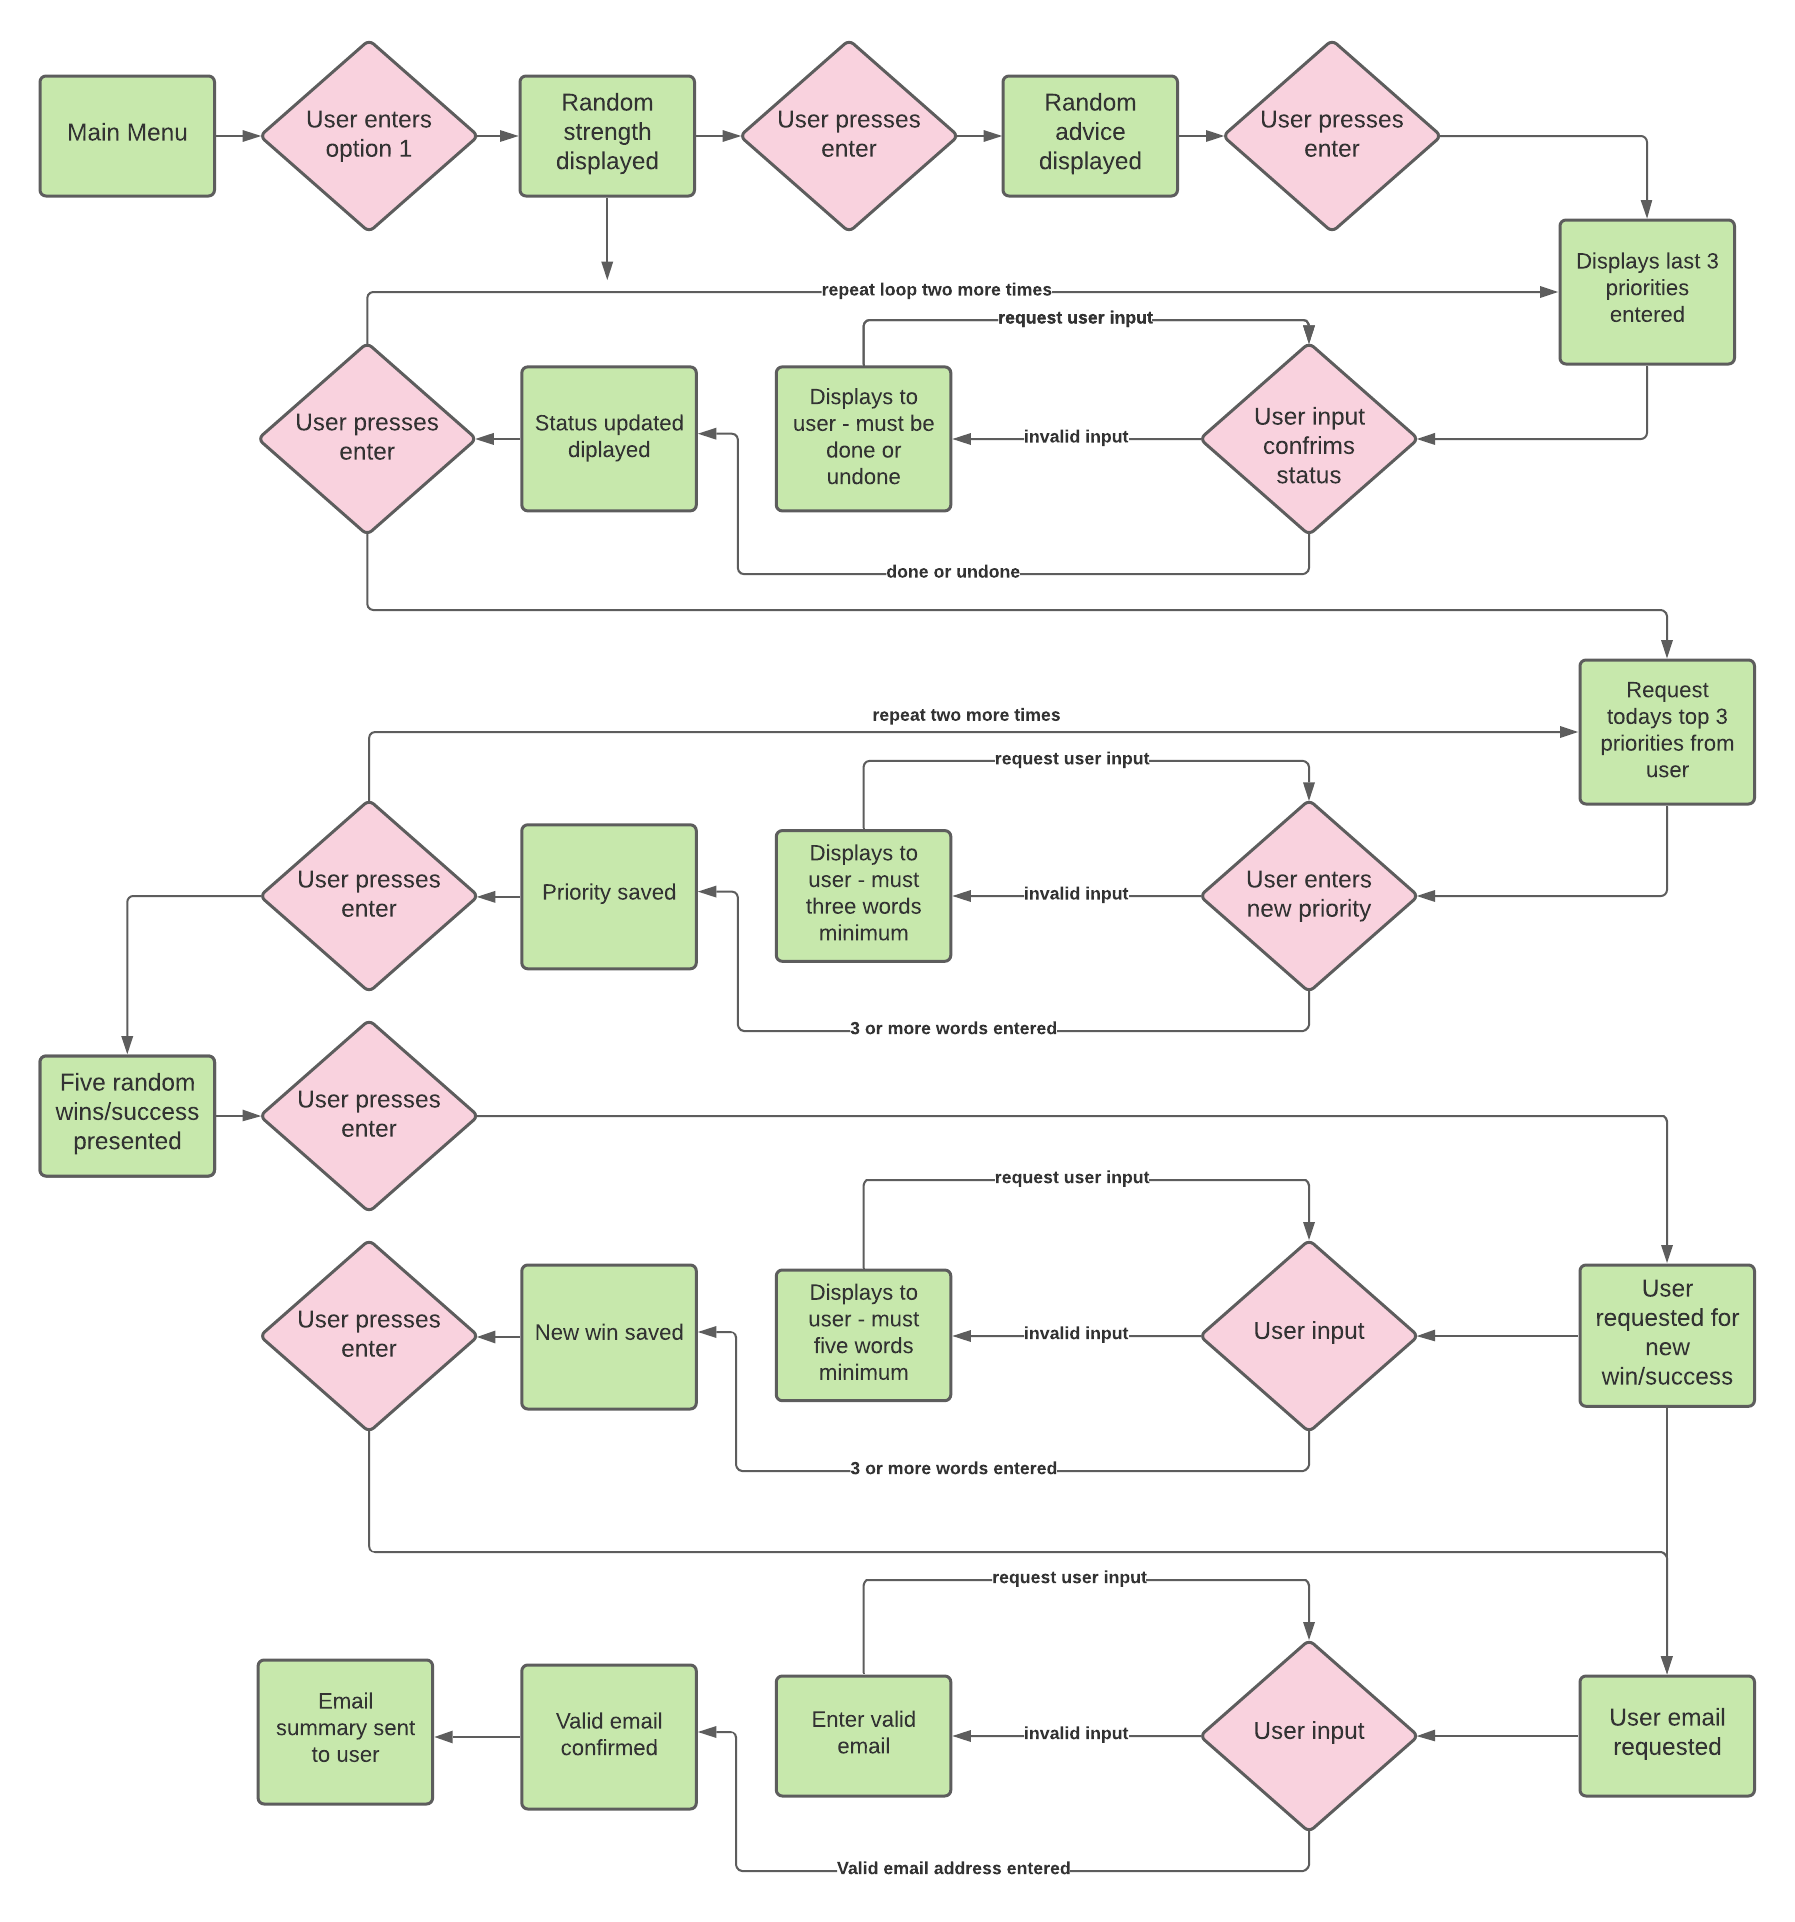 Main Menu
User enters
option 1
Random
strength
displayed
User presses
enter
Random
advice
displayed
User presses
enter
Displays last 3
priorities
entered
repeat loop two more times
request user input
User presses
enter
Status updated
diplayed
Displays to
user - must be
done or
undone
invalid input
User input
confrims
status
done or undone
Request
todays top 3
priorities from
user
repeat two more times
request user input
User presses
enter
Priority saved
Displays to
user - must
three words
minimum
invalid input
User enters
new priority
3 or more words entered
Five random
wins/success
presented
User presses
enter
request user input
User presses
enter
New win saved
Displays to
user - must
five words
minimum
invalid input
User input
User
requested for
new
win/success
3 or more words entered
request user input
Email
summary sent
to user
Valid email
confirmed
Enter valid
email
invalid input
User input
User email
requested
Valid email address entered